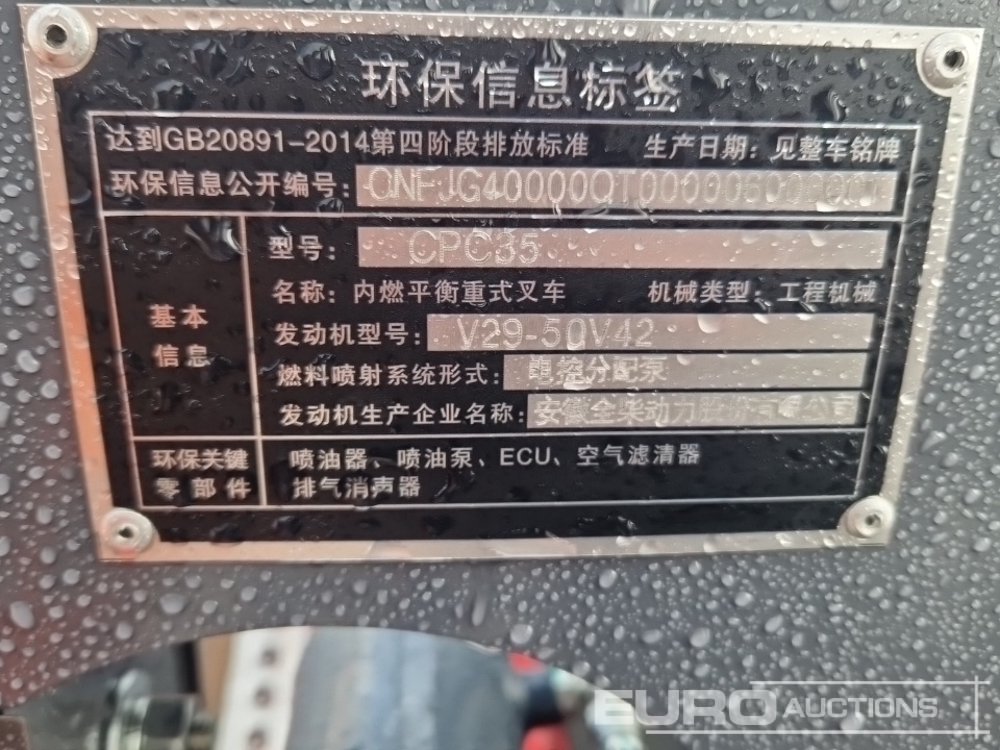 环保信息标签
达到GB20891-2014第四阶段排放标准 生产日期：见整车铭牌
环保信息公开编号：
型号：CPC35
名称：内燃平衡重式叉车 机械类型：工程机械
基本信息
发动机型号：V29-50V42
燃料喷射系统形式：电控分配泵
发动机生产企业名称：安徽全柴动力股份有限公司
环保关键零部件
喷油器、喷油泵、ECU、空气滤清器
排气消声器
EURO AUCTIONS